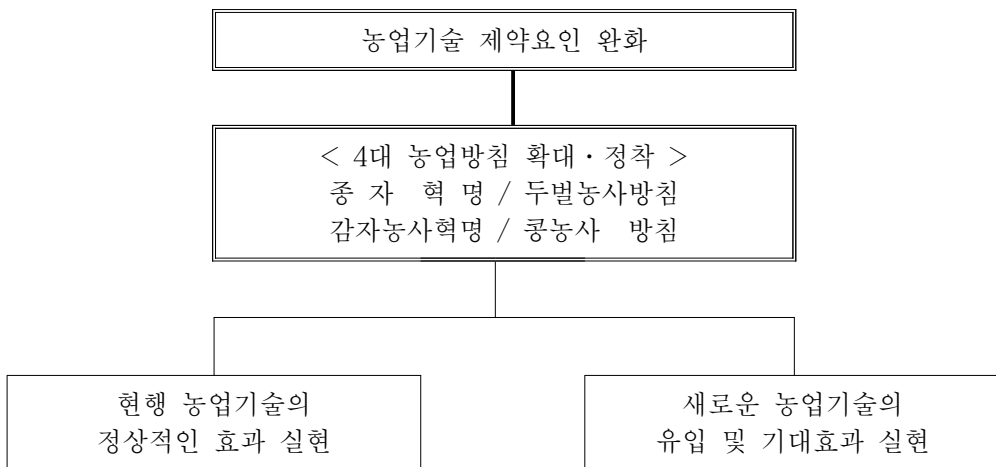 농업기술 제약요인 완화
< 4대 농업방침 확대·정착 >
종 자 혁 명 / 두벌농사방침
감자농사혁명 / 콩농사 방침
현행 농업기술의
정상적인 효과 실현
새로운 농업기술의
유입 및 기대효과 실현